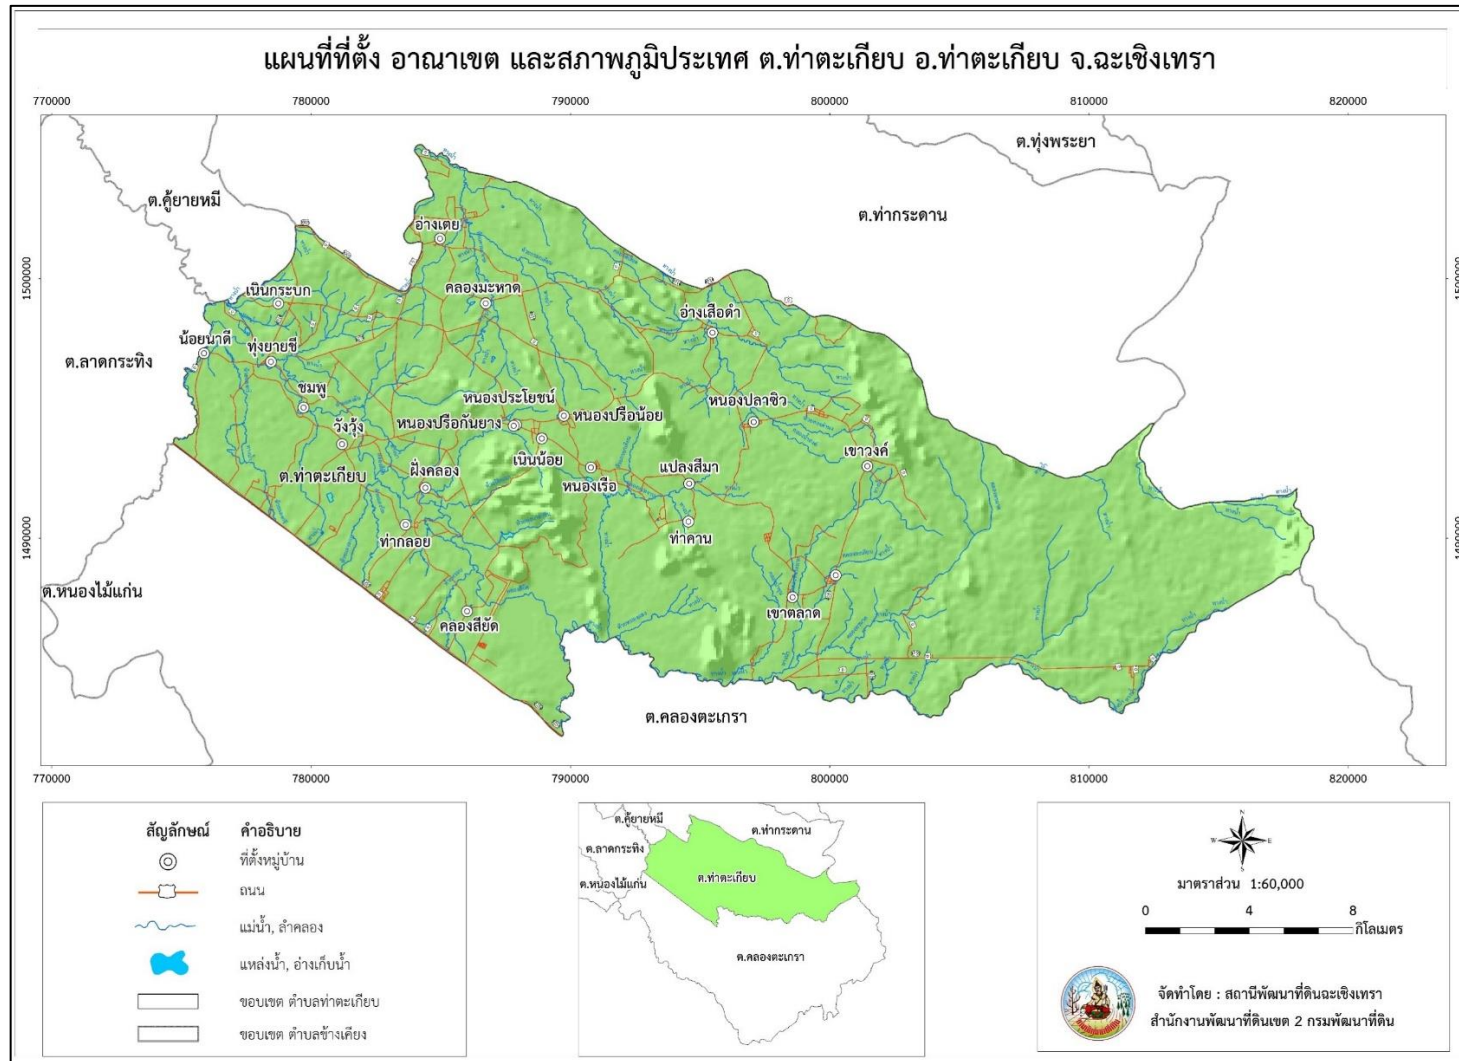 แผนที่ที่ตั้ง อาณาเขต และสภาพภูมิประเทศ ต.ท่าตะเกียบ อ.ท่าตะเกียบ จ.ฉะเชิงเทรา
770000 780000 790000 800000 810000 820000
ต.ทุ่งพระยา
ต.คู้ยายหมี
ต.ท่ากระดาน
อ่างเตย
1500000
เนินกระบก
คลองมะหาด
อ่างเสือดำ
น้อยนาดี
ทุ่งยายชี
ต.ลาดกระทิง
ชมพู
หนองประโยชน์
หนองปลาซิว
หนองปรือน้อย
หนองปรือกันยาง
วังวุ้ง
เนินน้อย
เขาวงค์
ต.ท่าตะเกียบ
ฝั่งคลอง
แปลงสีมา
หนองเรือ
1490000
ท่ากลอย
ท่าคาน
ต.หนองไม้แก่น
คลองสียัด
เขาตลาด
ต.คลองตะเกรา
770000 780000 790000 800000 810000 820000
สัญลักษณ์ คำอธิบาย
ที่ตั้งหมู่บ้าน
ถนน
แม่น้ำ, ลำคลอง
แหล่งน้ำ, อ่างเก็บน้ำ
ขอบเขต ตำบลท่าตะเกียบ
ขอบเขต ตำบลข้างเคียง
ต.คู้ยายหมี
ต.ท่ากระดาน
ต.ลาดกระทิง
ต.ท่าตะเกียบ
ต.หนองไม้แก่น
ต.คลองตะเกรา
N
W E
S
มาตราส่วน 1:60,000
0 4 8
กิโลเมตร
จัดทำโดย : สถานีพัฒนาที่ดินฉะเชิงเทรา
สำนักงานพัฒนาที่ดินเขต 2 กรมพัฒนาที่ดิน